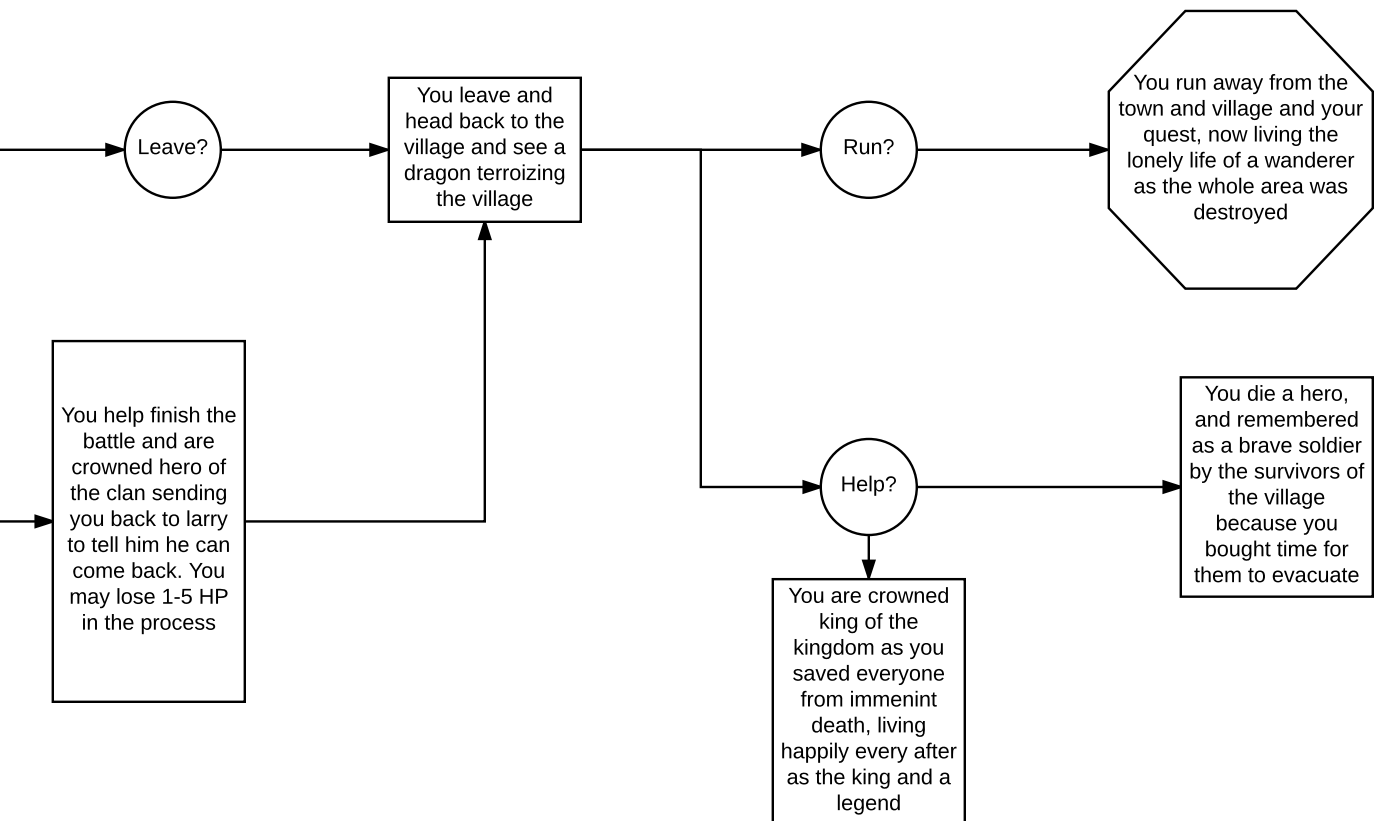 Leave?
You leave and
head back to the
village and see a
dragon terroizing
the village
Run?
You run away from the
town and village and your
quest, now living the
lonely life of a wanderer
as the whole area was
destroyed
You help finish the
battle and are
crowned hero of
the clan sending
you back to larry
to tell him he can
come back. You
may lose 1-5 HP
in the process
Help?
You die a hero,
and remembered
as a brave soldier
by the survivors of
the village
because you
bought time for
them to evacuate
You are crowned
king of the
kingdom as you
saved everyone
from immenint
death, living
happily every after
as the king and a
legend